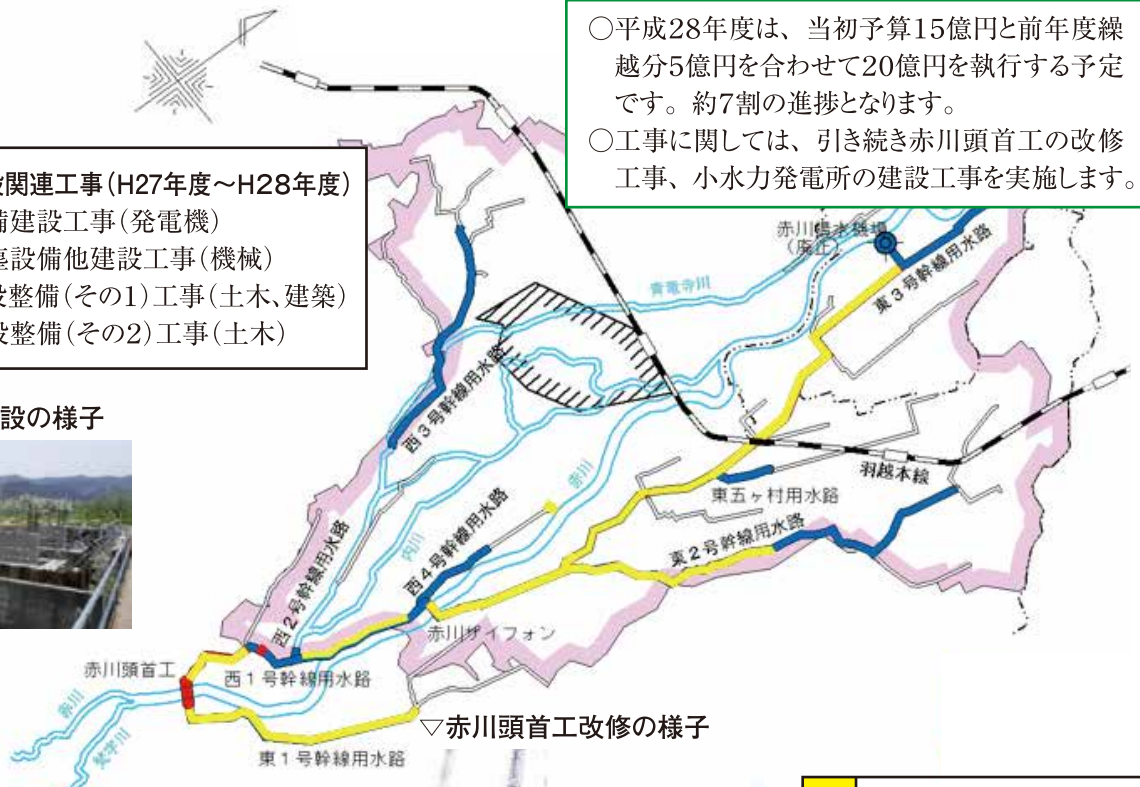 ○平成28年度は、当初予算15億円と前年度繰
越分5億円を合わせて20億円を執行する予定
です。約7割の進捗となります。
○工事に関しては、引き続き赤川頭首工の改修
工事、小水力発電所の建設工事を実施します。
関連工事(H27年度～H28年度)
建設工事(発電機)
設備他建設工事(機械)
整備(その1)工事(土木、建築)
整備(その2)工事(土木)
設の様子
(廃止)
東3号幹線用水路
青竜寺川
西3号幹線用水路
羽越本線
東五ヶ村用水路
赤川
西4号幹線用水路
内川
東2号幹線用水路
西2号幹線用水路
赤川サイフォン
赤川頭首工
西1号幹線用水路
赤川
梵字川
▽赤川頭首工改修の様子
東1号幹線用水路